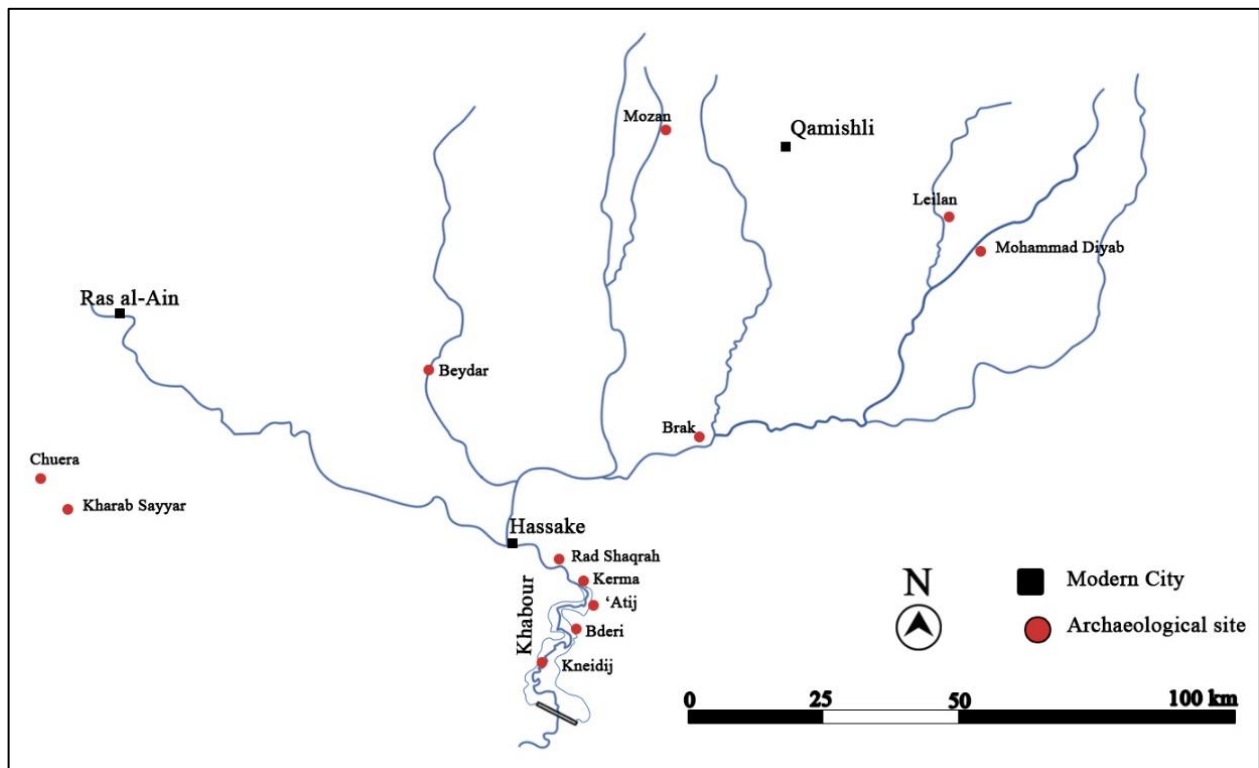 Mozan
Qamishli
Leilan
Mohammad Diyab
Ras al-Ain
Beydar
Brak
Chuera
Kharab Sayyar
Hassake
Rad Shaqrah
Kerma
‘Atij
Bderi
Kneidij
Khabour
N
Modern City
Archaeological site
0 25 50 100 km